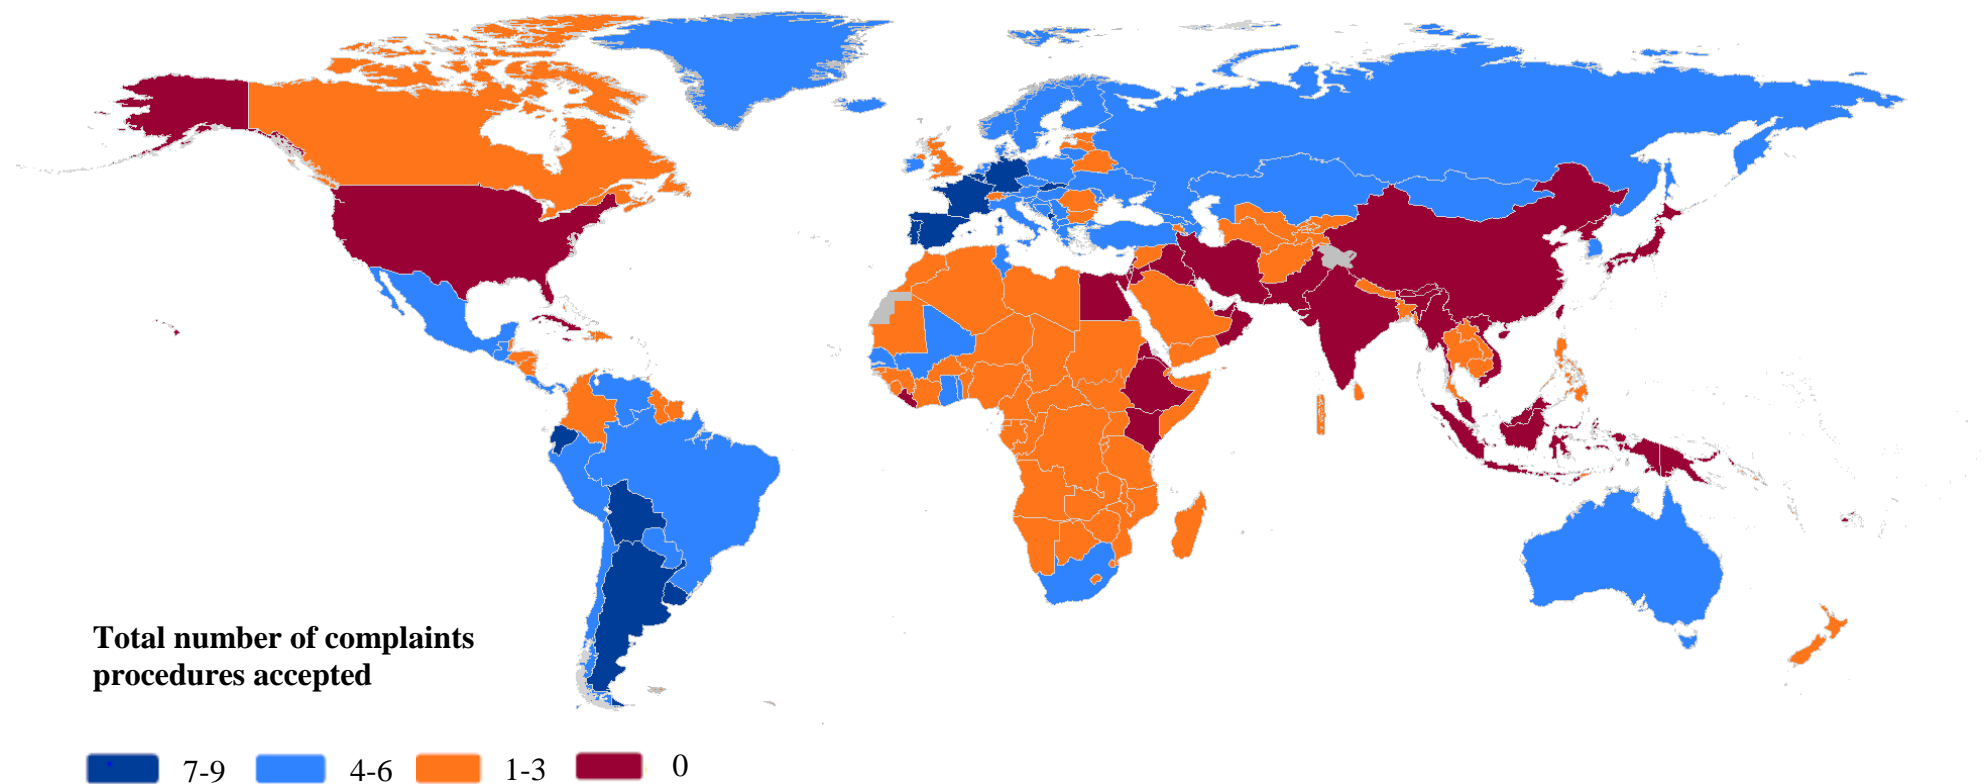 Total number of complaints
procedures accepted
7-9 4-6 1-3 0